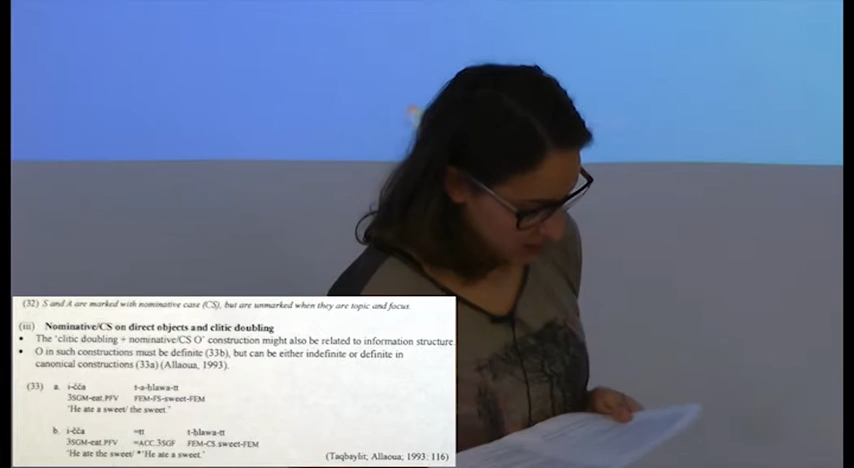 (32) S and A are marked with nominative case (CS), but are unmarked when they are topic and focus.
(iii) Nominative/CS on direct objects and clitic doubling
• The 'clitic doubling + nominative/CS O' construction might also be related to information structure.
• O in such constructions must be definite (33b), but can be either indefinite or definite in
canonical constructions (33a) (Allaoua, 1993).
(33) a. i-čča t-a-ħlawa-tt
3SGM-eat.PFV FEM-FS-sweet-FEM
'He ate a sweet/ the sweet.'
b. i-čča =tt t-ħlawa-tt
3SGM-eat.PFV =ACC.3SGF FEM-CS.sweet-FEM
'He ate the sweet/ *'He ate a sweet.' (Taqbaylit; Allaoua, 1993: 116)